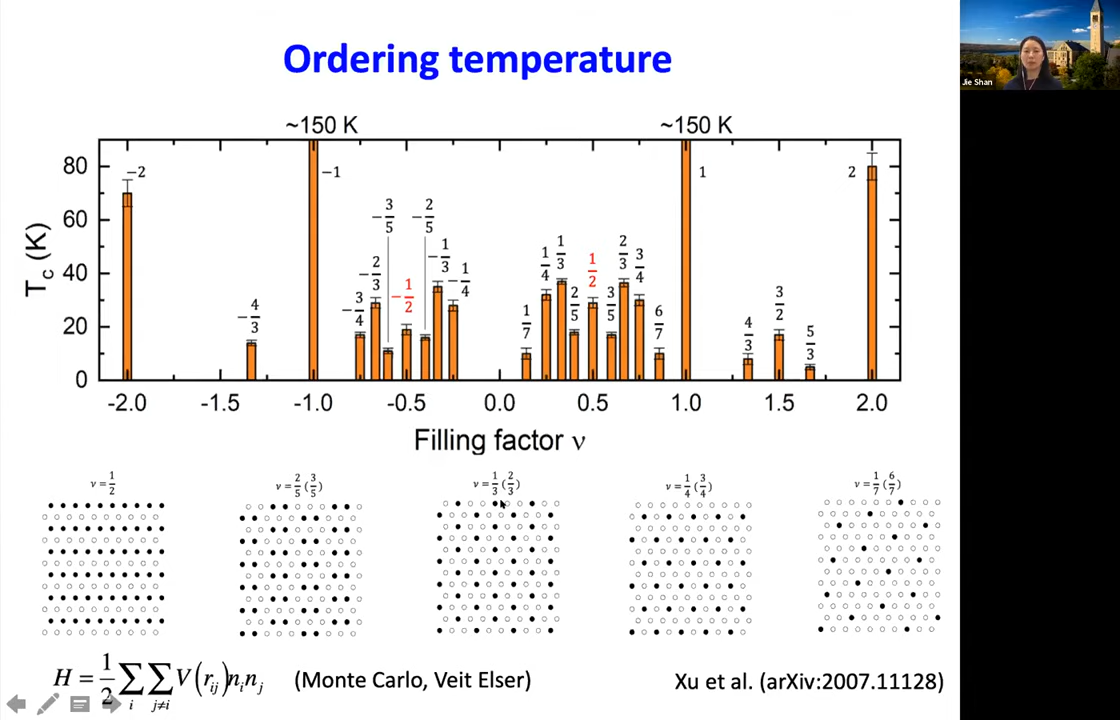 Ordering temperature
Jie Shan
~150 K ~150 K
80
60
40
20
0
T_c (K)
−2
−4/3
−1
−3/4
−2/3
−3/5
−1/2
−2/5
−1/3
−1/4
1/7
1/4
1/3
2/5
1/2
3/5
2/3
3/4
6/7
1
4/3
3/2
5/3
2
-2.0 -1.5 -1.0 -0.5 0.0 0.5 1.0 1.5 2.0
Filling factor ν
ν = 1/2
ν = 2/5 (3/5)
ν = 1/3 (2/3)
ν = 1/4 (3/4)
ν = 1/7 (6/7)
H = 1/2 ∑_i ∑_{j≠i} V(r_ij) n_i n_j
(Monte Carlo, Veit Elser)
Xu et al. (arXiv:2007.11128)